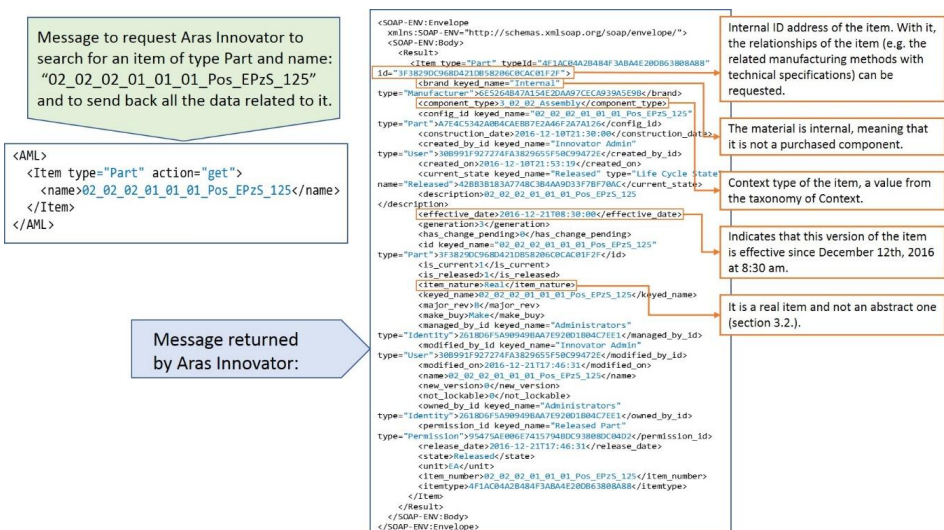 Message to request Aras Innovator to
search for an item of type Part and name:
“02_02_02_01_01_01_Pos_EPzS_125”
and to send back all the data related to it.
<AML>
<Item type="Part" action="get">
<name>02_02_02_01_01_01_Pos_EPzS_125</name>
</Item>
</AML>
Message returned
by Aras Innovator:
<SOAP-ENV:Envelope
xmlns:SOAP-ENV="http://schemas.xmlsoap.org/soap/envelope/">
<SOAP-ENV:Body>
<Result>
<Item type="Part" typeId="4F1AC04A2B484F3ABA4E20DB63808A88"
id="3F3829DC968D421DB58206C0CAC01F2F">
<brand keyed_name="Internal"
type="Manufacturer">6E5264B47A154E2DAA97CECA939A5E9B</brand>
<component_type>3_02_02_Assembly</component_type>
<config_id keyed_name="02_02_02_01_01_01_Pos_EPzS_125"
type="Part">A7E4C5342A0B4CAEB87E2A46F2A7A126</config_id>
<construction_date>2016-12-10T21:30:00</construction_date>
<created_by_id keyed_name="Innovator Admin"
type="User">30B991F927274FA3829655F50C99472E</created_by_id>
<created_on>2016-12-10T21:53:19</created_on>
<current_state keyed_name="Released" type="Life Cycle State"
name="Released">42BB3B183A7748C3B4AA9D33F7BF70AC</current_state>
<description>02_02_02_01_01_01_Pos_EPzS_125
</description>
<effective_date>2016-12-21T08:30:00</effective_date>
<generation>3</generation>
<has_change_pending>0</has_change_pending>
<id keyed_name="02_02_02_01_01_01_Pos_EPzS_125"
type="Part">3F3829DC968D421DB58206C0CAC01F2F</id>
<is_current>1</is_current>
<is_released>1</is_released>
<item_nature>Real</item_nature>
<keyed_name>02_02_02_01_01_01_Pos_EPzS_125</keyed_name>
<major_rev>B</major_rev>
<make_buy>Make</make_buy>
<managed_by_id keyed_name="Administrators"
type="Identity">2618D6F5A90949BAA7E920D1B04C7EE1</managed_by_id>
<modified_by_id keyed_name="Innovator Admin"
type="User">30B991F927274FA3829655F50C99472E</modified_by_id>
<modified_on>2016-12-21T17:46:31</modified_on>
<name>02_02_02_01_01_01_Pos_EPzS_125</name>
<new_version>0</new_version>
<not_lockable>0</not_lockable>
<owned_by_id keyed_name="Administrators"
type="Identity">2618D6F5A90949BAA7E920D1B04C7EE1</owned_by_id>
<permission_id keyed_name="Released Part"
type="Permission">95475AE006E7415794BDC93808DC04D2</permission_id>
<release_date>2016-12-21T17:46:31</release_date>
<state>Released</state>
<unit>EA</unit>
<item_number>02_02_02_01_01_01_Pos_EPzS_125</item_number>
<itemtype>4F1AC04A2B484F3ABA4E20DB63808A88</itemtype>
</Item>
</Result>
</SOAP-ENV:Body>
</SOAP-ENV:Envelope>
Internal ID address of the item. With it,
the relationships of the item (e.g. the
related manufacturing methods with
technical specifications) can be
requested.
The material is internal, meaning that
it is not a purchased component.
Context type of the item, a value from
the taxonomy of Context.
Indicates that this version of the item
is effective since December 12th, 2016
at 8:30 am.
It is a real item and not an abstract one
(section 3.2.).